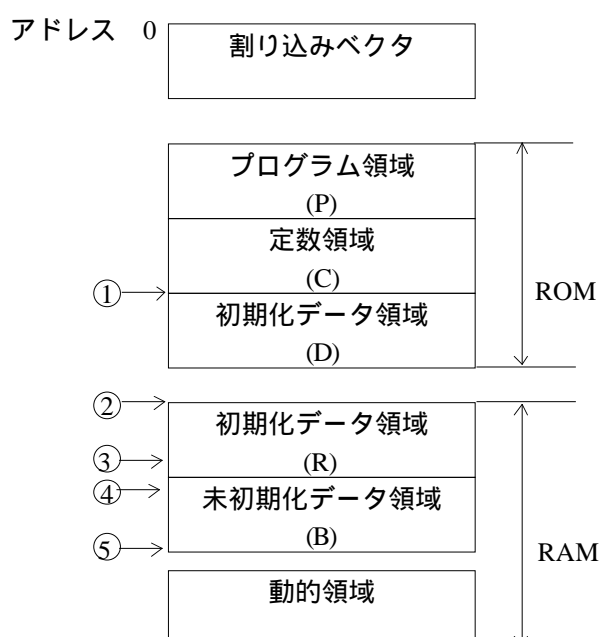 アドレス 0
割り込みベクタ
プログラム領域
(P)
定数領域
(C)
①
初期化データ領域
(D)
ROM
②
初期化データ領域
(R)
③
④
未初期化データ領域
(B)
⑤
RAM
動的領域